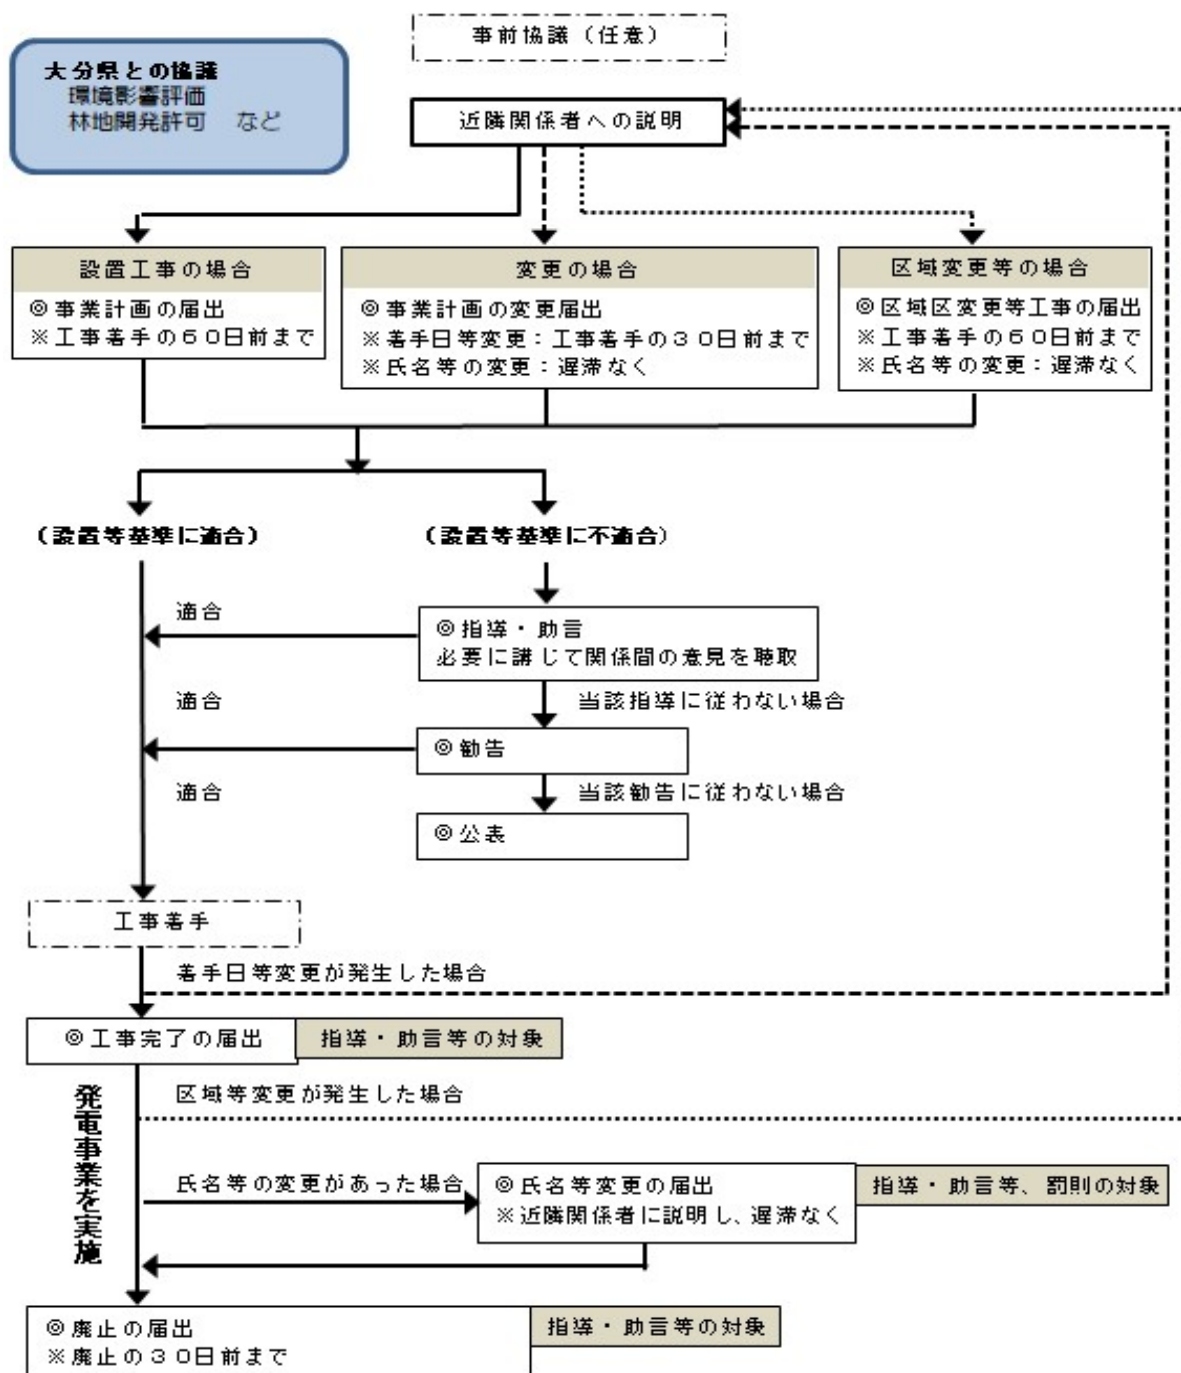 事前協議（任意）
大分県との協議
環境影響評価
林地開発許可　など
近隣関係者への説明
設置工事の場合
◎事業計画の届出
※工事着手の６０日前まで
変更の場合
◎事業計画の変更届出
※着手日等変更：工事着手の３０日前まで
※氏名等の変更：遅滞なく
区域変更等の場合
◎区域区変更等工事の届出
※工事着手の６０日前まで
※氏名等の変更：遅滞なく
（設置等基準に適合）
（設置等基準に不適合）
適合
◎指導・助言
必要に講じて関係間の意見を聴取
適合
当該指導に従わない場合
◎勧告
適合
当該勧告に従わない場合
◎公表
工事着手
着手日等変更が発生した場合
◎工事完了の届出
指導・助言等の対象
発電事業を実施
区域等変更が発生した場合
氏名等の変更があった場合
◎氏名等変更の届出
※近隣関係者に説明し、遅滞なく
指導・助言等、罰則の対象
◎廃止の届出
※廃止の３０日前まで
指導・助言等の対象